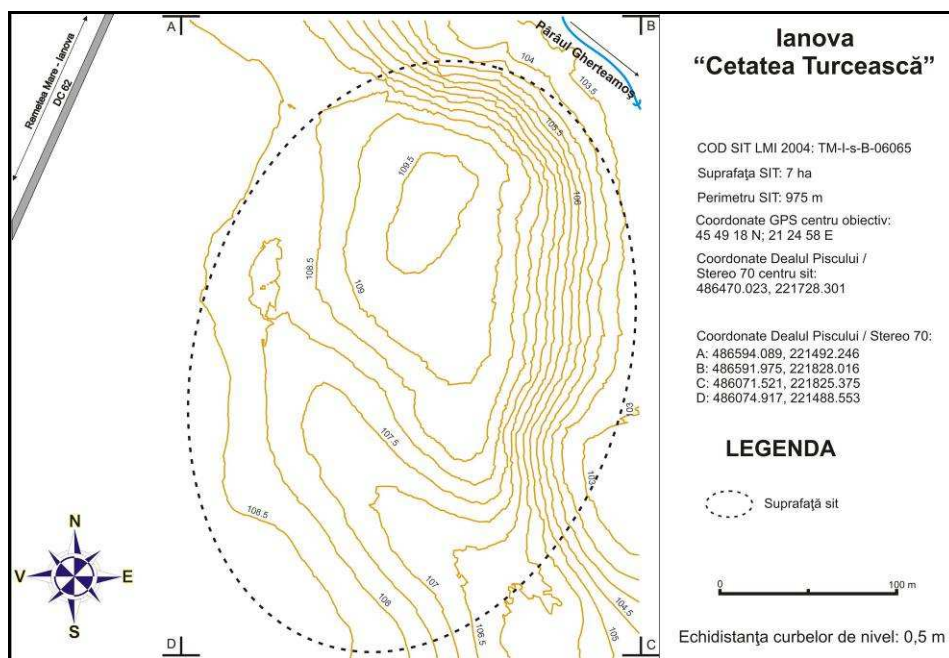 A
B
Remetea Mare - Ianova
DC 62
Pârâul Gherteamoș
104
103.5
105.5
106
109.5
108.5
109
103
107.5
103
108.5
107
108
106.5
104.5
105
N
V
E
S
D
C
Ianova
“Cetatea Turcească”
COD SIT LMI 2004: TM-I-s-B-06065
Suprafaţa SIT: 7 ha
Perimetru SIT: 975 m
Coordonate GPS centru obiectiv:
45 49 18 N; 21 24 58 E
Coordonate Dealul Piscului /
Stereo 70 centru sit:
486470.023, 221728.301
Coordonate Dealul Piscului / Stereo 70:
A: 486594.089, 221492.246
B: 486591.975, 221828.016
C: 486071.521, 221825.375
D: 486074.917, 221488.553
LEGENDA
Suprafaţă sit
0
100 m
Echidistanţa curbelor de nivel: 0,5 m